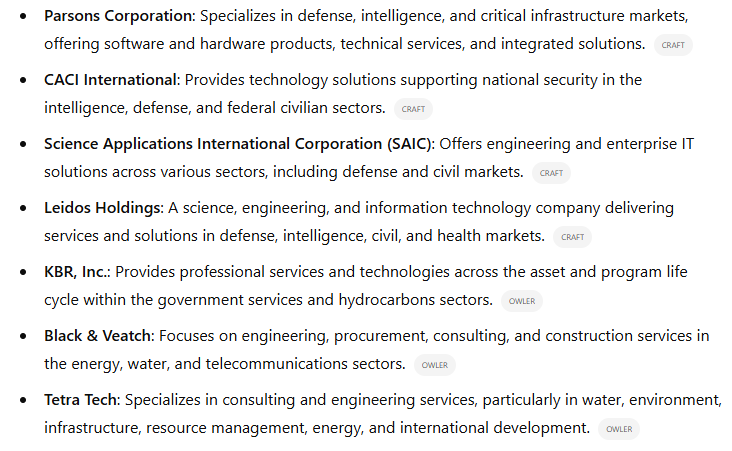 Parsons Corporation: Specializes in defense, intelligence, and critical infrastructure markets,
offering software and hardware products, technical services, and integrated solutions. CRAFT
CACI International: Provides technology solutions supporting national security in the
intelligence, defense, and federal civilian sectors. CRAFT
Science Applications International Corporation (SAIC): Offers engineering and enterprise IT
solutions across various sectors, including defense and civil markets. CRAFT
Leidos Holdings: A science, engineering, and information technology company delivering
services and solutions in defense, intelligence, civil, and health markets. CRAFT
KBR, Inc.: Provides professional services and technologies across the asset and program life
cycle within the government services and hydrocarbons sectors. OWLER
Black & Veatch: Focuses on engineering, procurement, consulting, and construction services in
the energy, water, and telecommunications sectors. OWLER
Tetra Tech: Specializes in consulting and engineering services, particularly in water, environment,
infrastructure, resource management, energy, and international development. OWLER